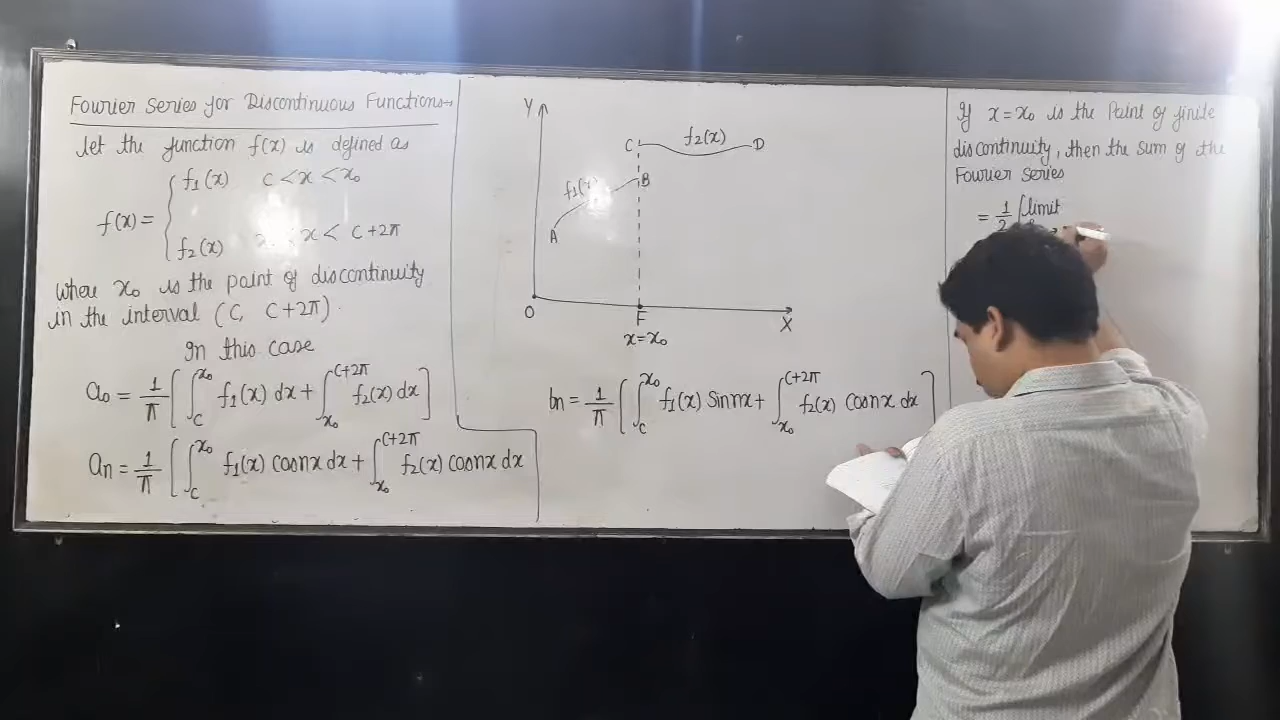 Fourier Series for Discontinuous Functions→
let the function f(x) is defined as
f(x) = { f₁(x) c < x < x₀
f₂(x) < x < c+2π
where x₀ is the point of discontinuity
in the interval (c, c+2π).
In this case
a₀ = 1/π [ ∫_c^{x₀} f₁(x) dx + ∫_{x₀}^{c+2π} f₂(x) dx ]
aₙ = 1/π [ ∫_c^{x₀} f₁(x) cosnx dx + ∫_{x₀}^{c+2π} f₂(x) cosnx dx
Y
C f₂(x) D
f₁(x) B
A
O F X
x=x₀
bn = 1/π [ ∫_c^{x₀} f₁(x) Sinnx + ∫_{x₀}^{c+2π} f₂(x) cosnx dx ]
If x=x₀ is the Point of finite
discontinuity, then the sum of the
Fourier Series
= 1/2 [ limit